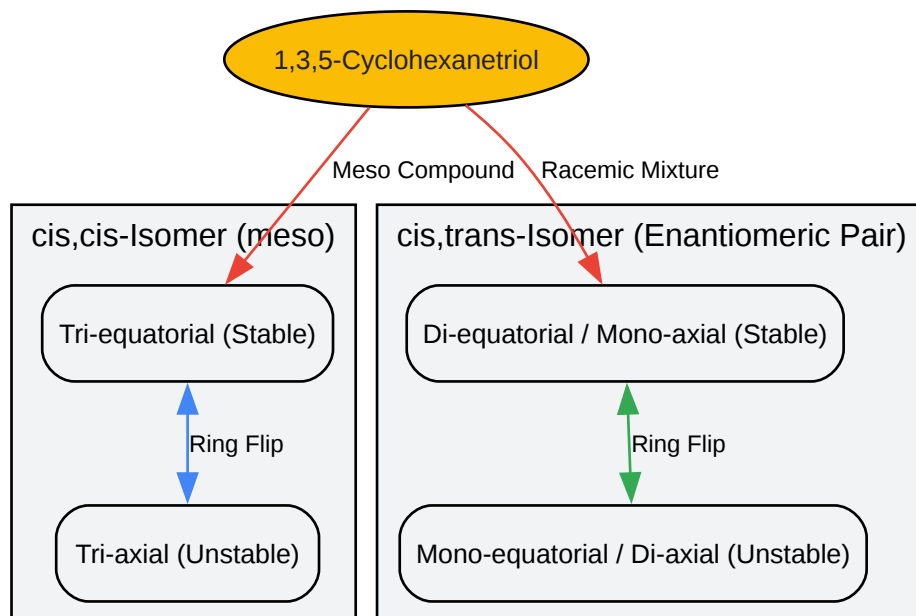 1,3,5-Cyclohexanetriol
Meso Compound
Racemic Mixture
cis,cis-Isomer (meso)
cis,trans-Isomer (Enantiomeric Pair)
Tri-equatorial (Stable)
Di-equatorial / Mono-axial (Stable)
Ring Flip
Ring Flip
Tri-axial (Unstable)
Mono-equatorial / Di-axial (Unstable)